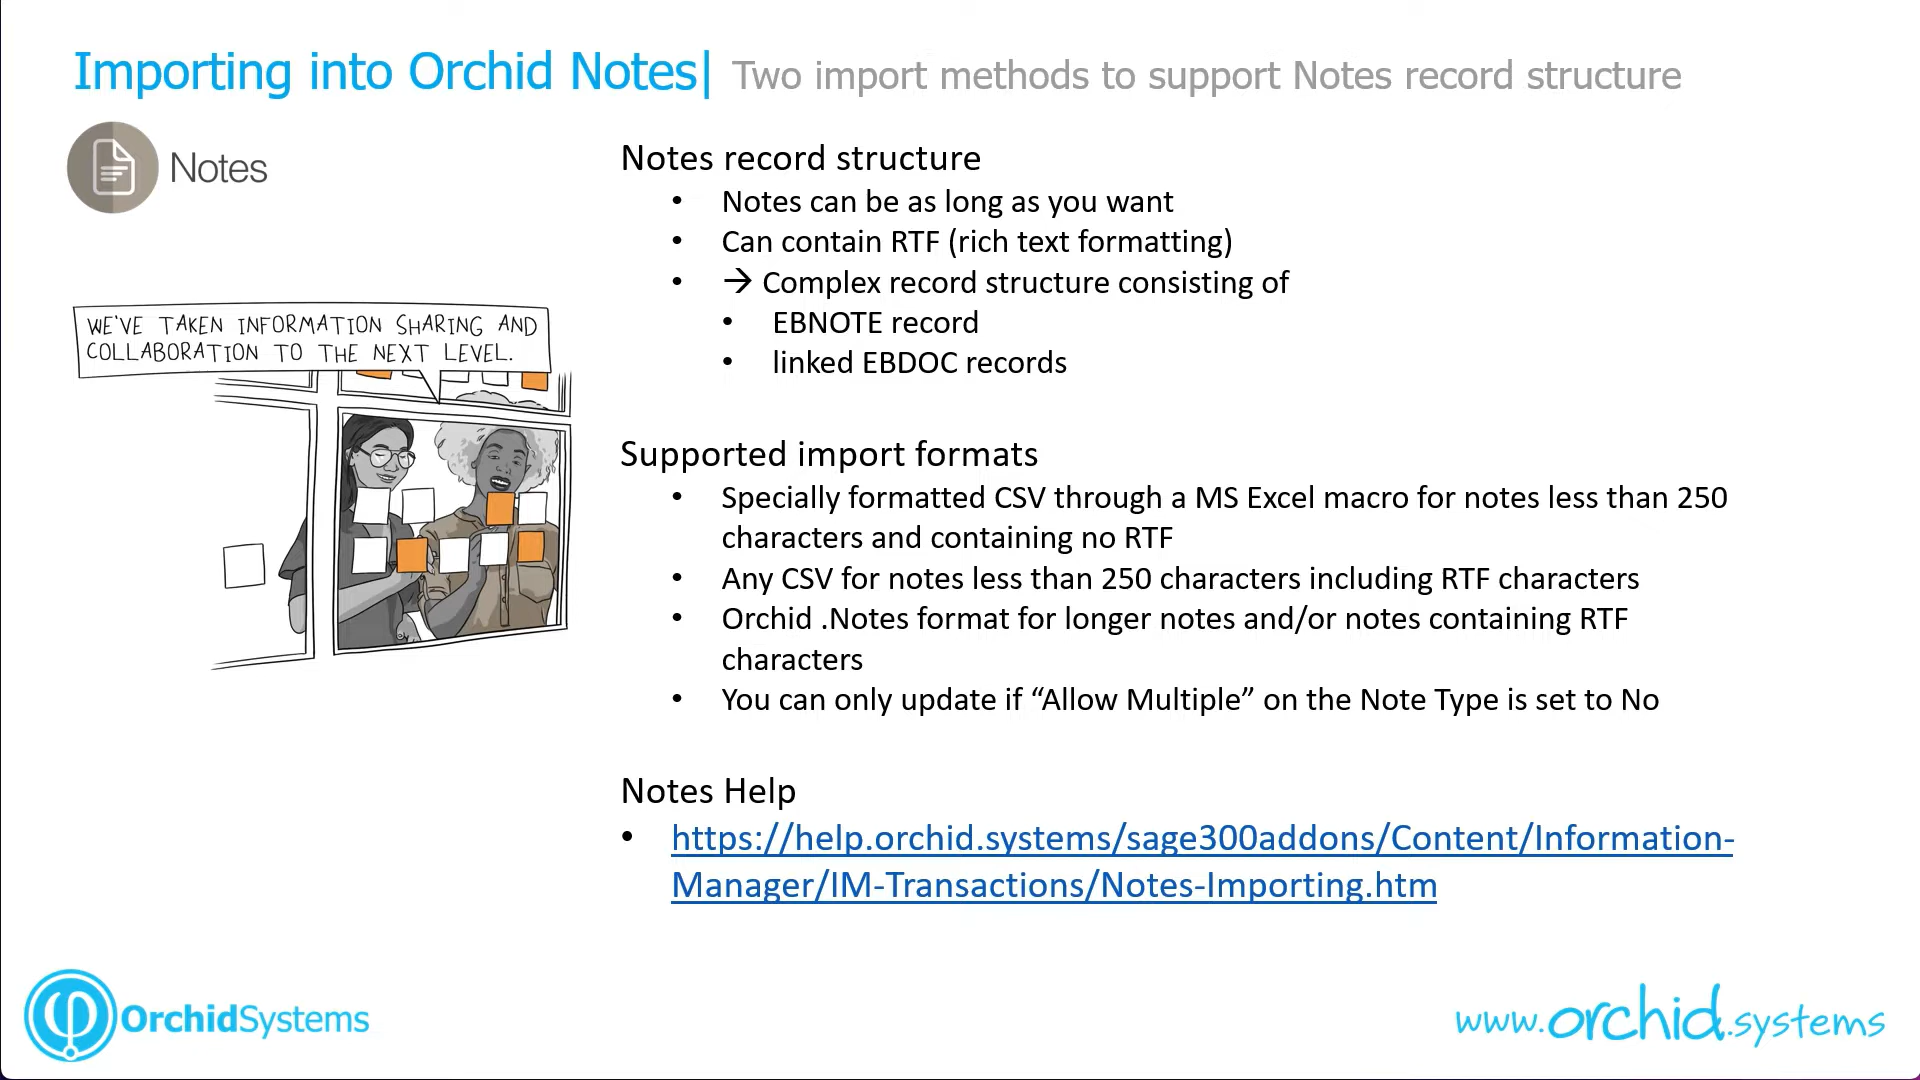 Importing into Orchid Notes| Two import methods to support Notes record structure
Notes
WE'VE TAKEN INFORMATION SHARING AND
COLLABORATION TO THE NEXT LEVEL.
Notes record structure
• Notes can be as long as you want
• Can contain RTF (rich text formatting)
• → Complex record structure consisting of
• EBNOTE record
• linked EBDOC records
Supported import formats
• Specially formatted CSV through a MS Excel macro for notes less than 250
characters and containing no RTF
• Any CSV for notes less than 250 characters including RTF characters
• Orchid .Notes format for longer notes and/or notes containing RTF
characters
• You can only update if “Allow Multiple” on the Note Type is set to No
Notes Help
• https://help.orchid.systems/sage300addons/Content/Information-
Manager/IM-Transactions/Notes-Importing.htm
OrchidSystems
www.orchid.systems